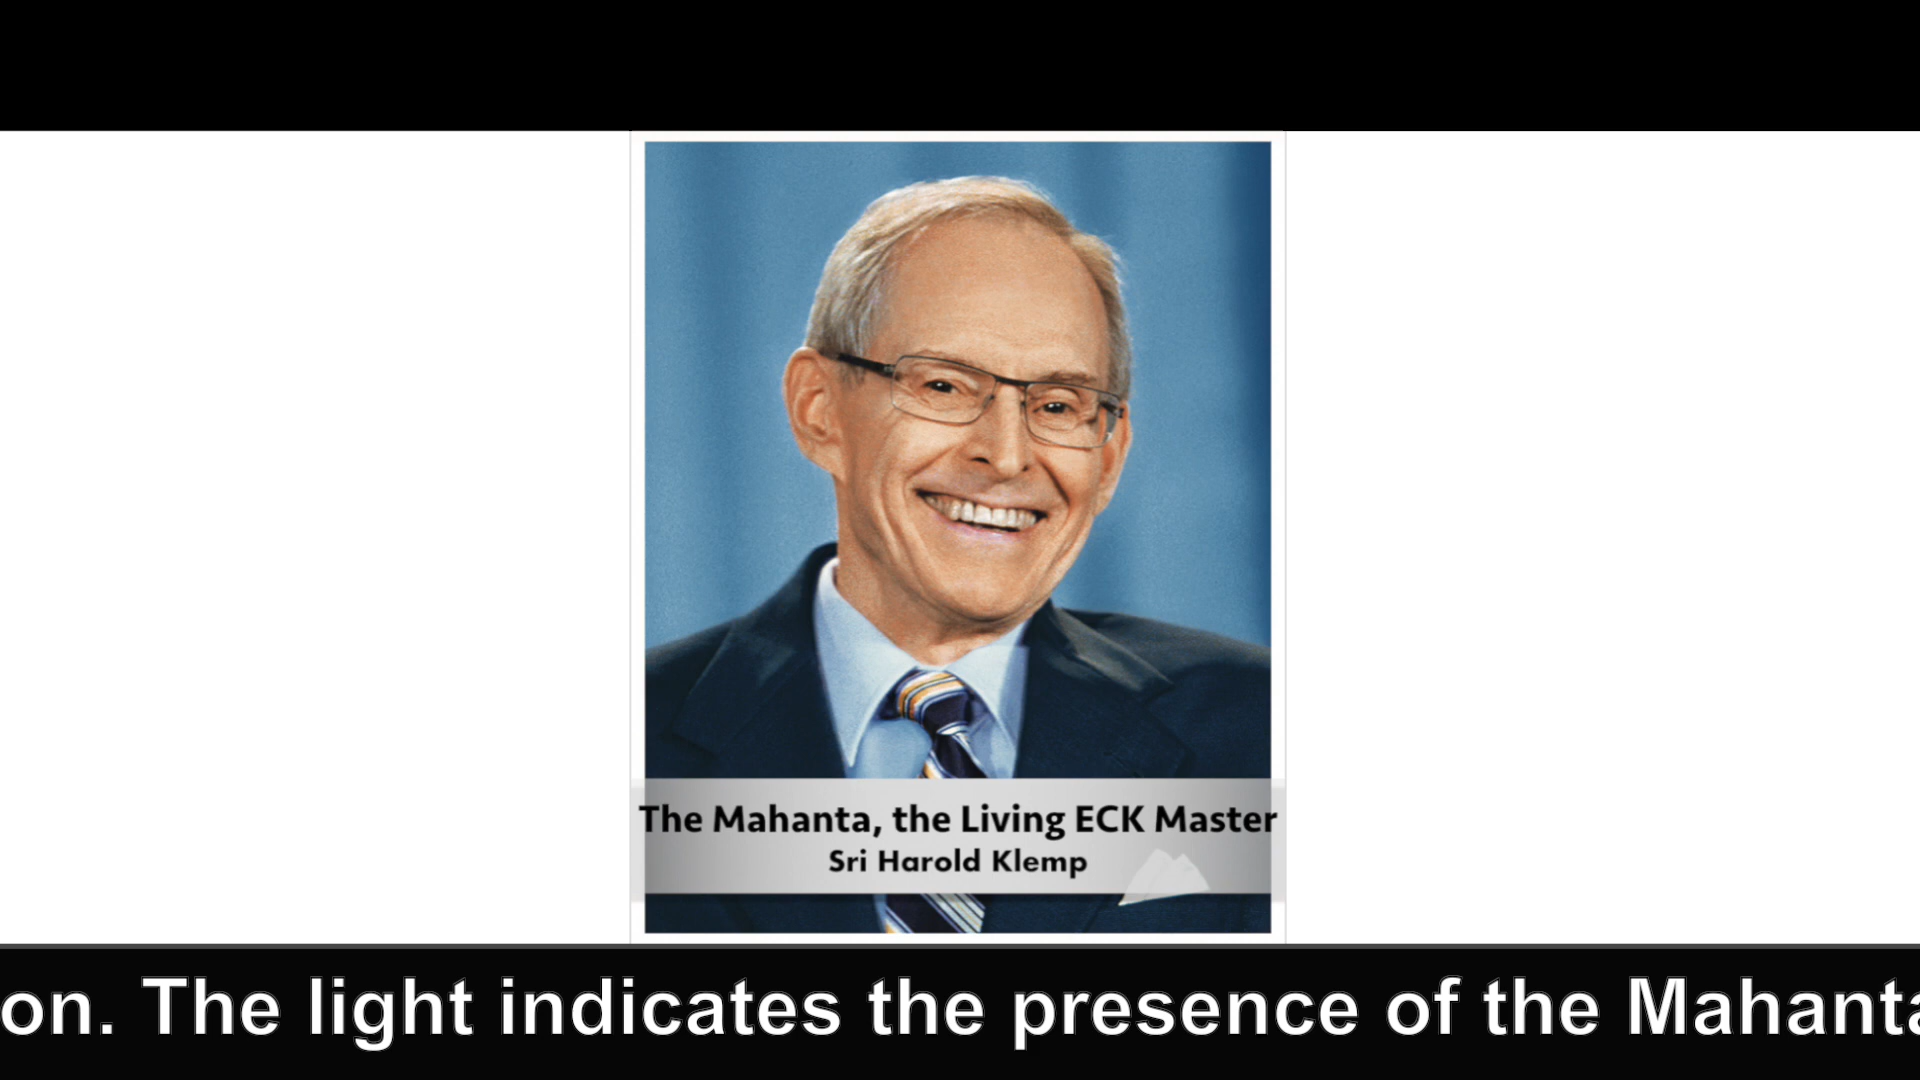 The Mahanta, the Living ECK Master
Sri Harold Klemp
on. The light indicates the presence of the Mahanta